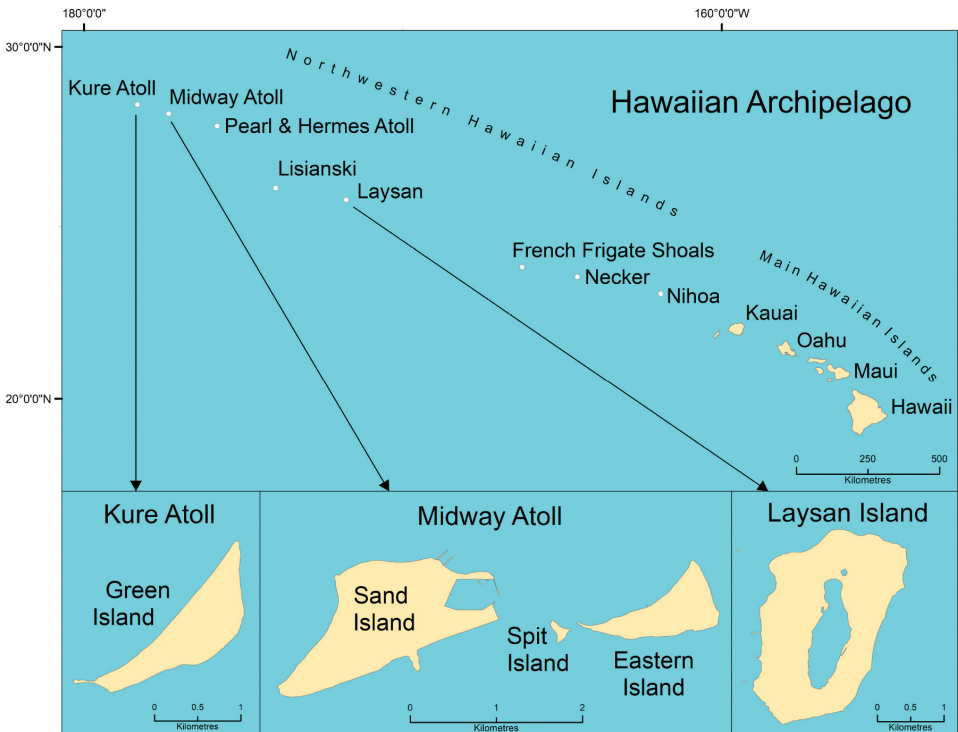 180°0'0"
160°0'0"W
30°0'0"N
20°0'0"N
Hawaiian Archipelago
Northwestern Hawaiian Islands
Main Hawaiian Islands
Kure Atoll
Midway Atoll
Pearl & Hermes Atoll
Lisianski
Laysan
French Frigate Shoals
Necker
Nihoa
Kauai
Oahu
Maui
Hawaii
0 250 500
Kilometres
Kure Atoll
Green
Island
0 0.5 1
Kilometres
Midway Atoll
Sand
Island
Spit
Island
Eastern
Island
0 1 2
Kilometres
Laysan Island
0 0.5 1
Kilometres